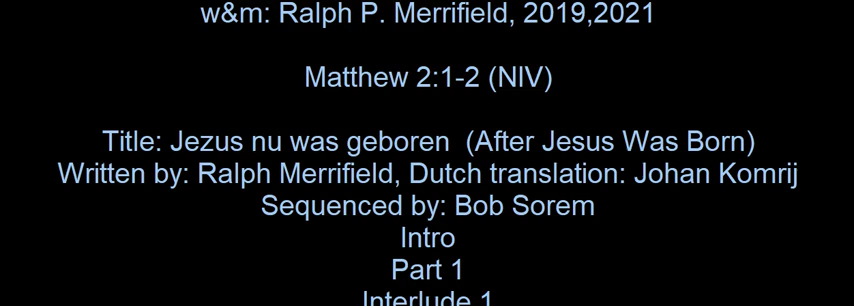 w&m: Ralph P. Merrifield, 2019,2021
Matthew 2:1-2 (NIV)
Title: Jezus nu was geboren (After Jesus Was Born)
Written by: Ralph Merrifield, Dutch translation: Johan Komrij
Sequenced by: Bob Sorem
Intro
Part 1
Interlude 1